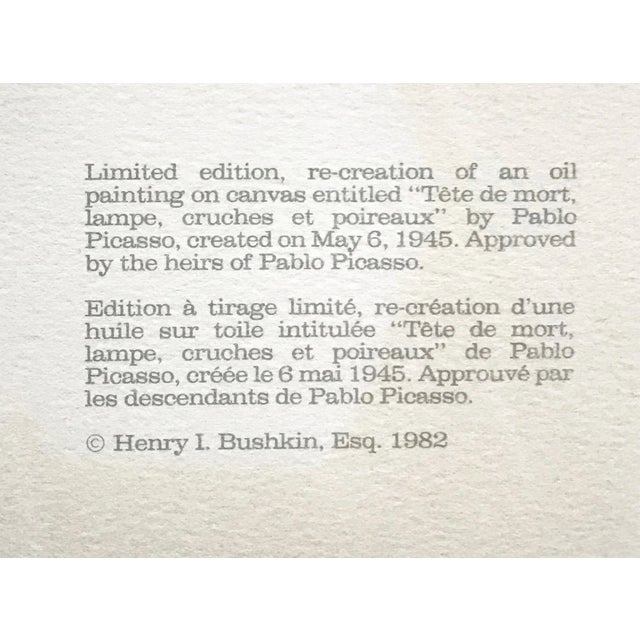 Limited edition, re-creation of an oil
painting on canvas entitled “Tête de mort,
lampe, cruches et poireaux” by Pablo
Picasso, created on May 6, 1945. Approved
by the heirs of Pablo Picasso.
Edition à tirage limité, re-création d’une
huile sur toile intitulée “Tête de mort,
lampe, cruches et poireaux” de Pablo
Picasso, créée le 6 mai 1945. Approuvé par
les descendants de Pablo Picasso.
© Henry I. Bushkin, Esq. 1982